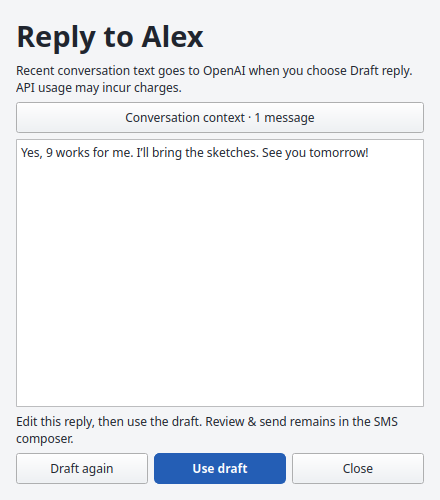 Reply to Alex
Recent conversation text goes to OpenAI when you choose Draft reply.
API usage may incur charges.
Conversation context · 1 message
Yes, 9 works for me. I’ll bring the sketches. See you tomorrow!
Edit this reply, then use the draft. Review & send remains in the SMS
composer.
Draft again
Use draft
Close